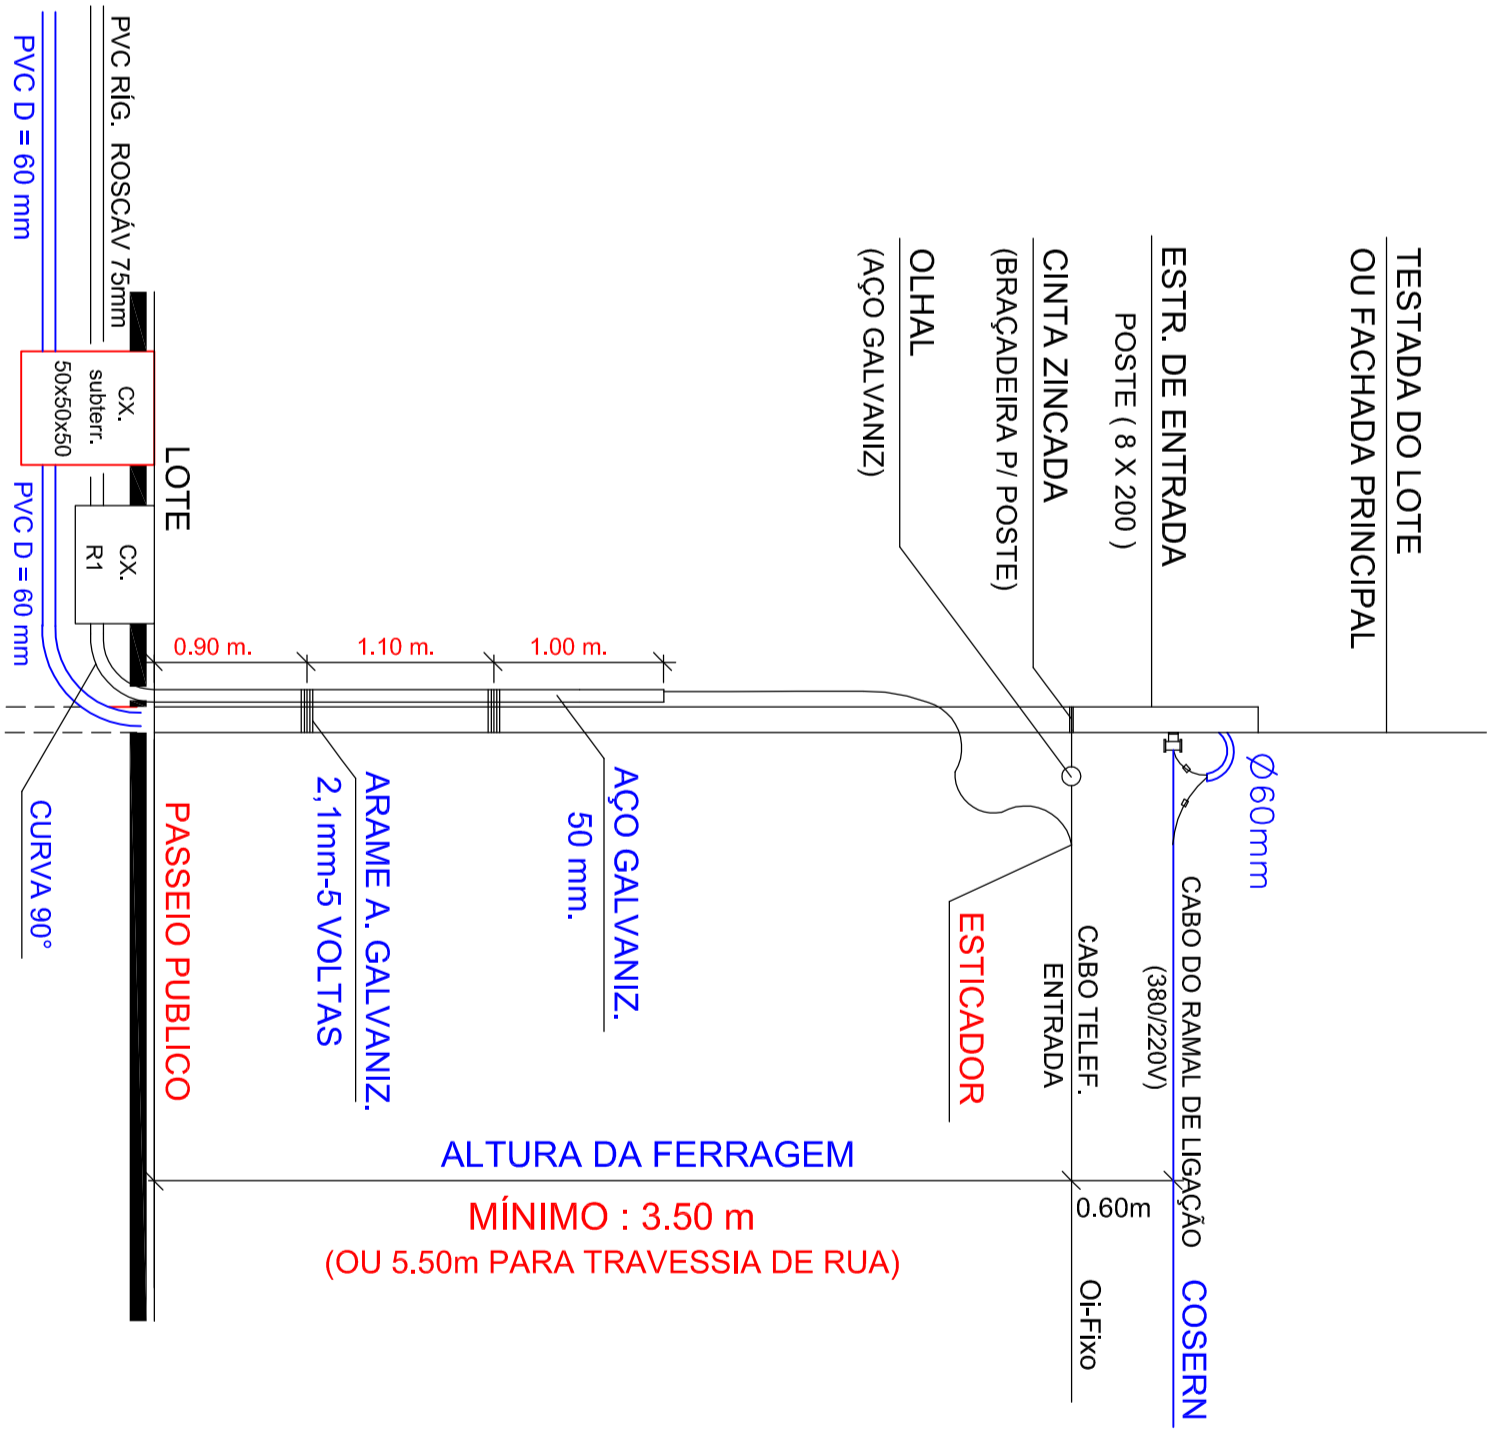 TESTADA DO LOTE
OU FACHADA PRINCIPAL
ESTR. DE ENTRADA
POSTE ( 8 X 200 )
CINTA ZINCADA
(BRAÇADEIRA P/ POSTE)
OLHAL
(AÇO GALVANIZ)
Ø60mm
CABO DO RAMAL DE LIGAÇÃO
(380/220V)
COSERN
CABO TELEF.
ENTRADA
Oi-Fixo
0.60m
ESTICADOR
ALTURA DA FERRAGEM
MÍNIMO : 3.50 m
(OU 5.50m PARA TRAVESSIA DE RUA)
AÇO GALVANIZ.
50 mm.
ARAME A. GALVANIZ.
2,1mm-5 VOLTAS
1.00 m.
1.10 m.
0.90 m.
LOTE
PASSEIO PUBLICO
CX.
subterr.
50x50x50
CX.
R1
PVC RÍG. ROSCÁV 75mm
PVC D = 60 mm
PVC D = 60 mm
CURVA 90°